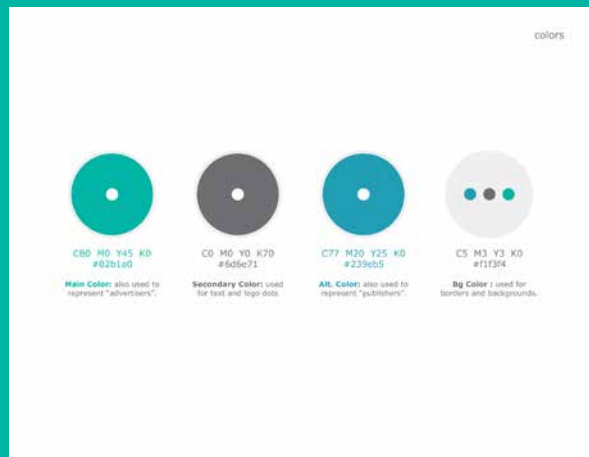 colors
C80 M0 Y45 K0
#02b1a0
Main Color: also used to
represent "advertisers".
C0 M0 Y0 K70
#6d6e71
Secondary Color: used
for text and logo dots
C77 M20 Y25 K0
#239eb5
Alt. Color: also used to
represent "publishers".
C5 M3 Y3 K0
#f1f3f4
Bg Color : used for
borders and backgrounds.